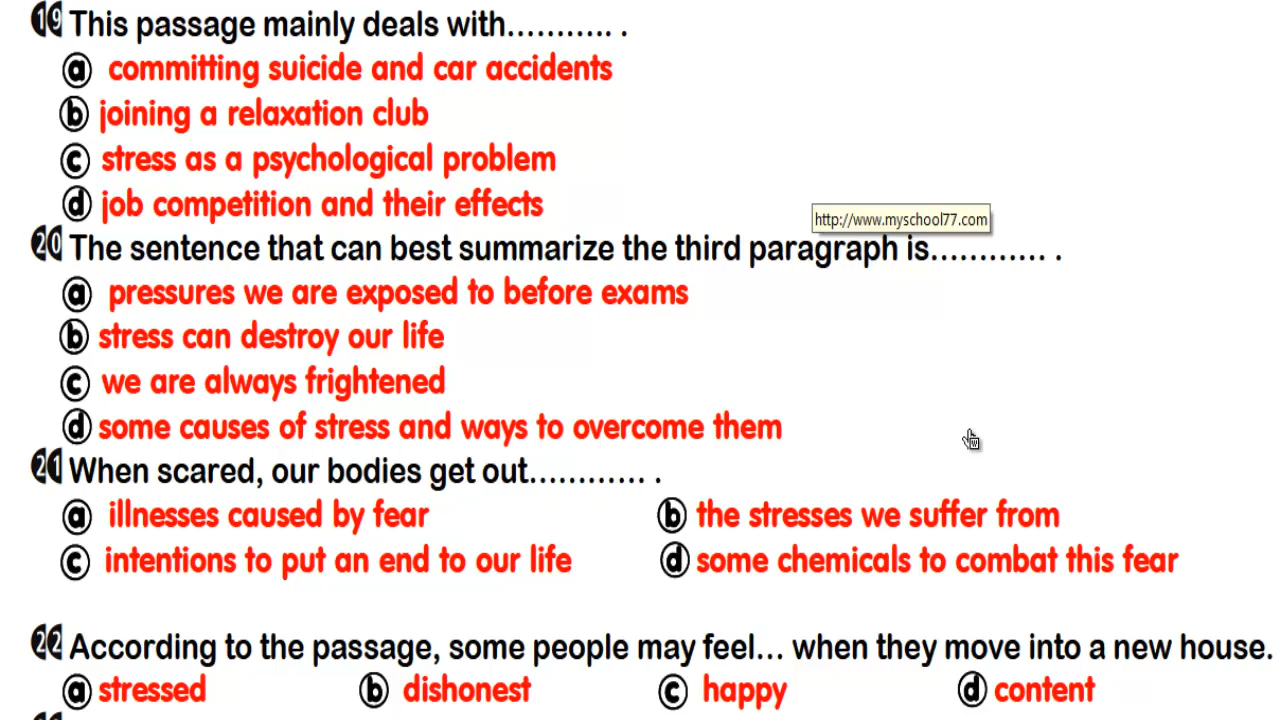 19 This passage mainly deals with……….. .
a committing suicide and car accidents
b joining a relaxation club
c stress as a psychological problem
d job competition and their effects
http://www.myschool77.com
20 The sentence that can best summarize the third paragraph is………… .
a pressures we are exposed to before exams
b stress can destroy our life
c we are always frightened
d some causes of stress and ways to overcome them
21 When scared, our bodies get out………… .
a illnesses caused by fear b the stresses we suffer from
c intentions to put an end to our life d some chemicals to combat this fear
22 According to the passage, some people may feel… when they move into a new house.
a stressed b dishonest c happy d content